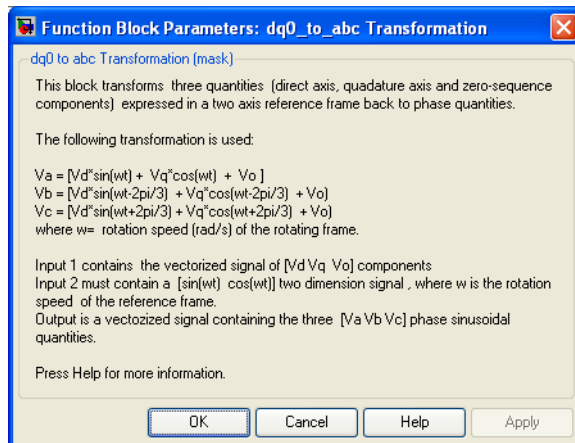 Function Block Parameters: dq0_to_abc Transformation
dq0 to abc Transformation (mask)
This block transforms three quantities (direct axis, quadature axis and zero-sequence
components) expressed in a two axis reference frame back to phase quantities.
The following transformation is used:
Va = [Vd*sin(wt) + Vq*cos(wt) + Vo ]
Vb = [Vd*sin(wt-2pi/3) + Vq*cos(wt-2pi/3) + Vo)
Vc = [Vd*sin(wt+2pi/3) + Vq*cos(wt+2pi/3) + Vo)
where w= rotation speed (rad/s) of the rotating frame.
Input 1 contains the vectorized signal of [Vd Vq Vo] components
Input 2 must contain a [sin(wt) cos(wt)] two dimension signal , where w is the rotation
speed of the reference frame.
Output is a vectozized signal containing the three [Va Vb Vc] phase sinusoidal
quantities.
Press Help for more information.
OK Cancel Help Apply